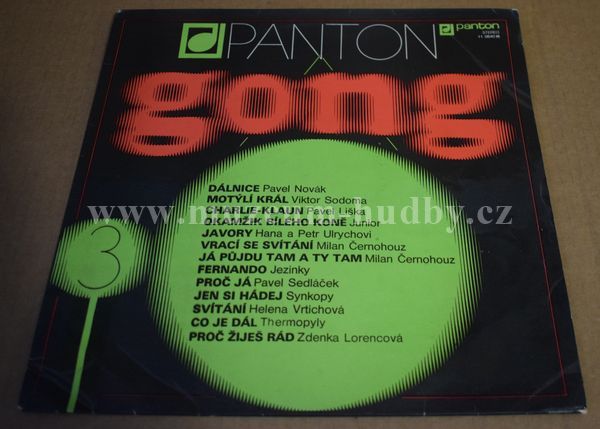 PANTON
panton
STEREO
gong
DÁLNICE Pavel Novák
MOTÝLÍ KRÁL Viktor Sodoma
CHARLIE-KLAUN Pavel Liška
OKAMŽIK BÍLÉHO KONĚ Junior
JAVORY Hana a Petr Ulrychovi
VRACÍ SE SVÍTÁNÍ Milan Černohouz
JÁ PŮJDU TAM A TY TAM Milan Černohouz
FERNANDO Jezinky
PROČ JÁ Pavel Sedláček
JEN SI HÁDEJ Synkopy
SVÍTÁNÍ Helena Vrtichová
CO JE DÁL Thermopyly
PROČ ŽIJEŠ RÁD Zdenka Lorencová
3